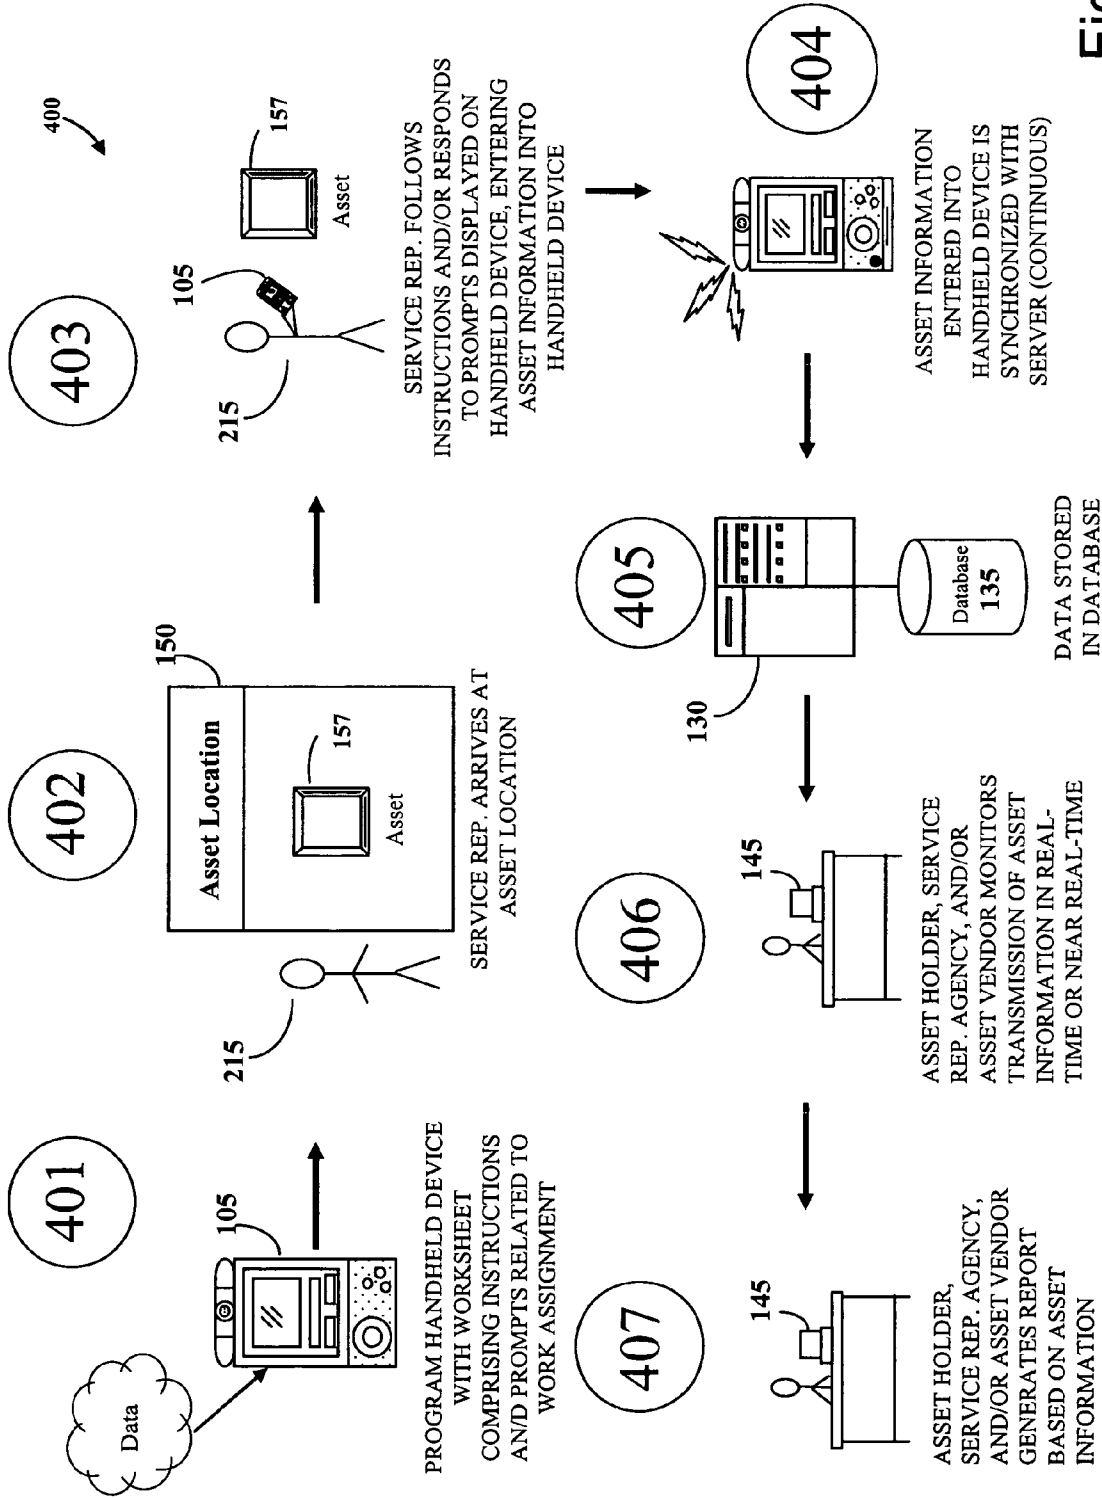 400
401
Data
105
PROGRAM HANDHELD DEVICE
WITH WORKSHEET
COMPRISING INSTRUCTIONS
AN/D PROMPTS RELATED TO
WORK ASSIGNMENT
402
215
Asset Location
150
157
Asset
SERVICE REP. ARRIVES AT
ASSET LOCATION
403
215
105
157
Asset
SERVICE REP. FOLLOWS
INSTRUCTIONS AND/OR RESPONDS
TO PROMPTS DISPLAYED ON
HANDHELD DEVICE, ENTERING
ASSET INFORMATION INTO
HANDHELD DEVICE
404
ASSET INFORMATION
ENTERED INTO
HANDHELD DEVICE IS
SYNCHRONIZED WITH
SERVER (CONTINUOUS)
405
130
Database
135
DATA STORED
IN DATABASE
406
145
ASSET HOLDER, SERVICE
REP. AGENCY, AND/OR
ASSET VENDOR MONITORS
TRANSMISSION OF ASSET
INFORMATION IN REAL-
TIME OR NEAR REAL-TIME
407
145
ASSET HOLDER,
SERVICE REP. AGENCY,
AND/OR ASSET VENDOR
GENERATES REPORT
BASED ON ASSET
INFORMATION